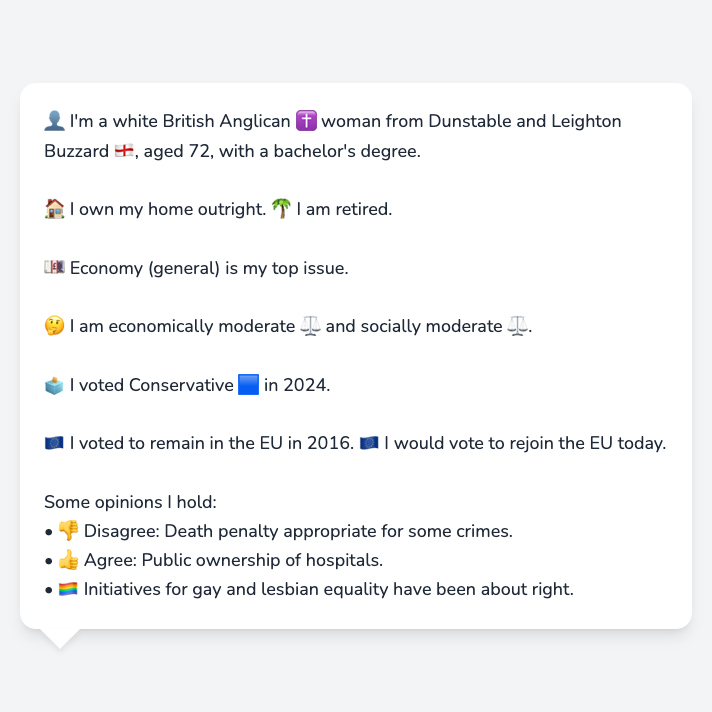 👤 I'm a white British Anglican ✝️ woman from Dunstable and Leighton
Buzzard 🏴󠁧󠁢󠁥󠁮󠁧󠁿, aged 72, with a bachelor's degree.
🏠 I own my home outright. 🌴 I am retired.
💷 Economy (general) is my top issue.
🤔 I am economically moderate ⚖️ and socially moderate ⚖️.
🗳️ I voted Conservative 🟦 in 2024.
🇪🇺 I voted to remain in the EU in 2016. 🇪🇺 I would vote to rejoin the EU today.
Some opinions I hold:
• 👎 Disagree: Death penalty appropriate for some crimes.
• 👍 Agree: Public ownership of hospitals.
• 🏳️‍🌈 Initiatives for gay and lesbian equality have been about right.